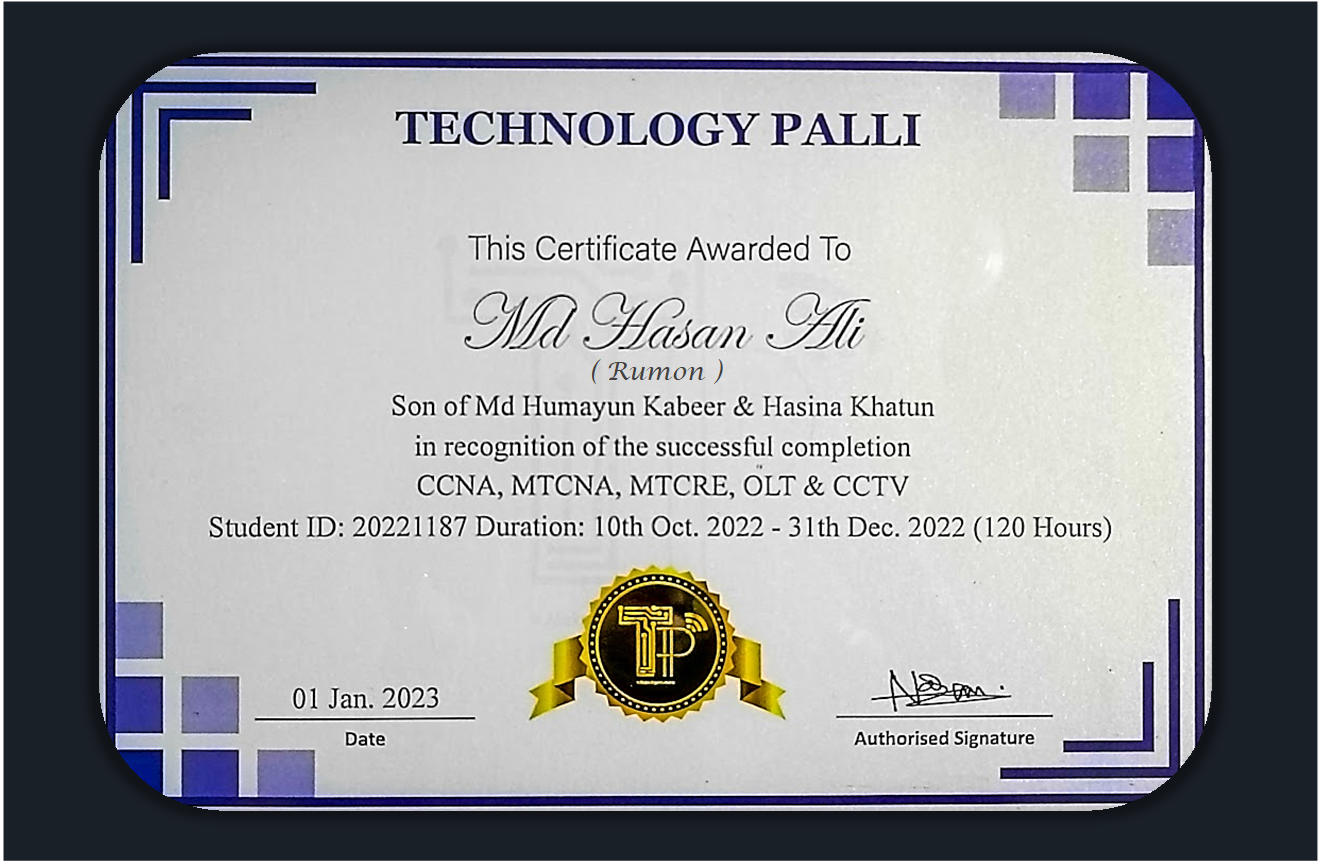 TECHNOLOGY PALLI
This Certificate Awarded To
Md Hasan Ali
( Rumon )
Son of Md Humayun Kabeer & Hasina Khatun
in recognition of the successful completion
CCNA, MTCNA, MTCRE, OLT & CCTV
Student ID: 20221187 Duration: 10th Oct. 2022 - 31th Dec. 2022 (120 Hours)
TP
01 Jan. 2023
Date
Authorised Signature